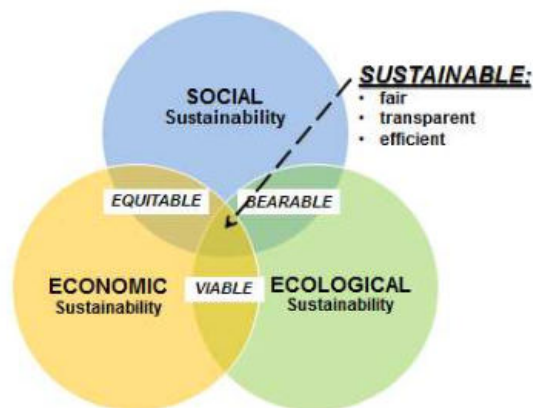 SOCIAL
Sustainability
SUSTAINABLE:
• fair
• transparent
• efficient
EQUITABLE
BEARABLE
ECONOMIC
Sustainability
VIABLE
ECOLOGICAL
Sustainability